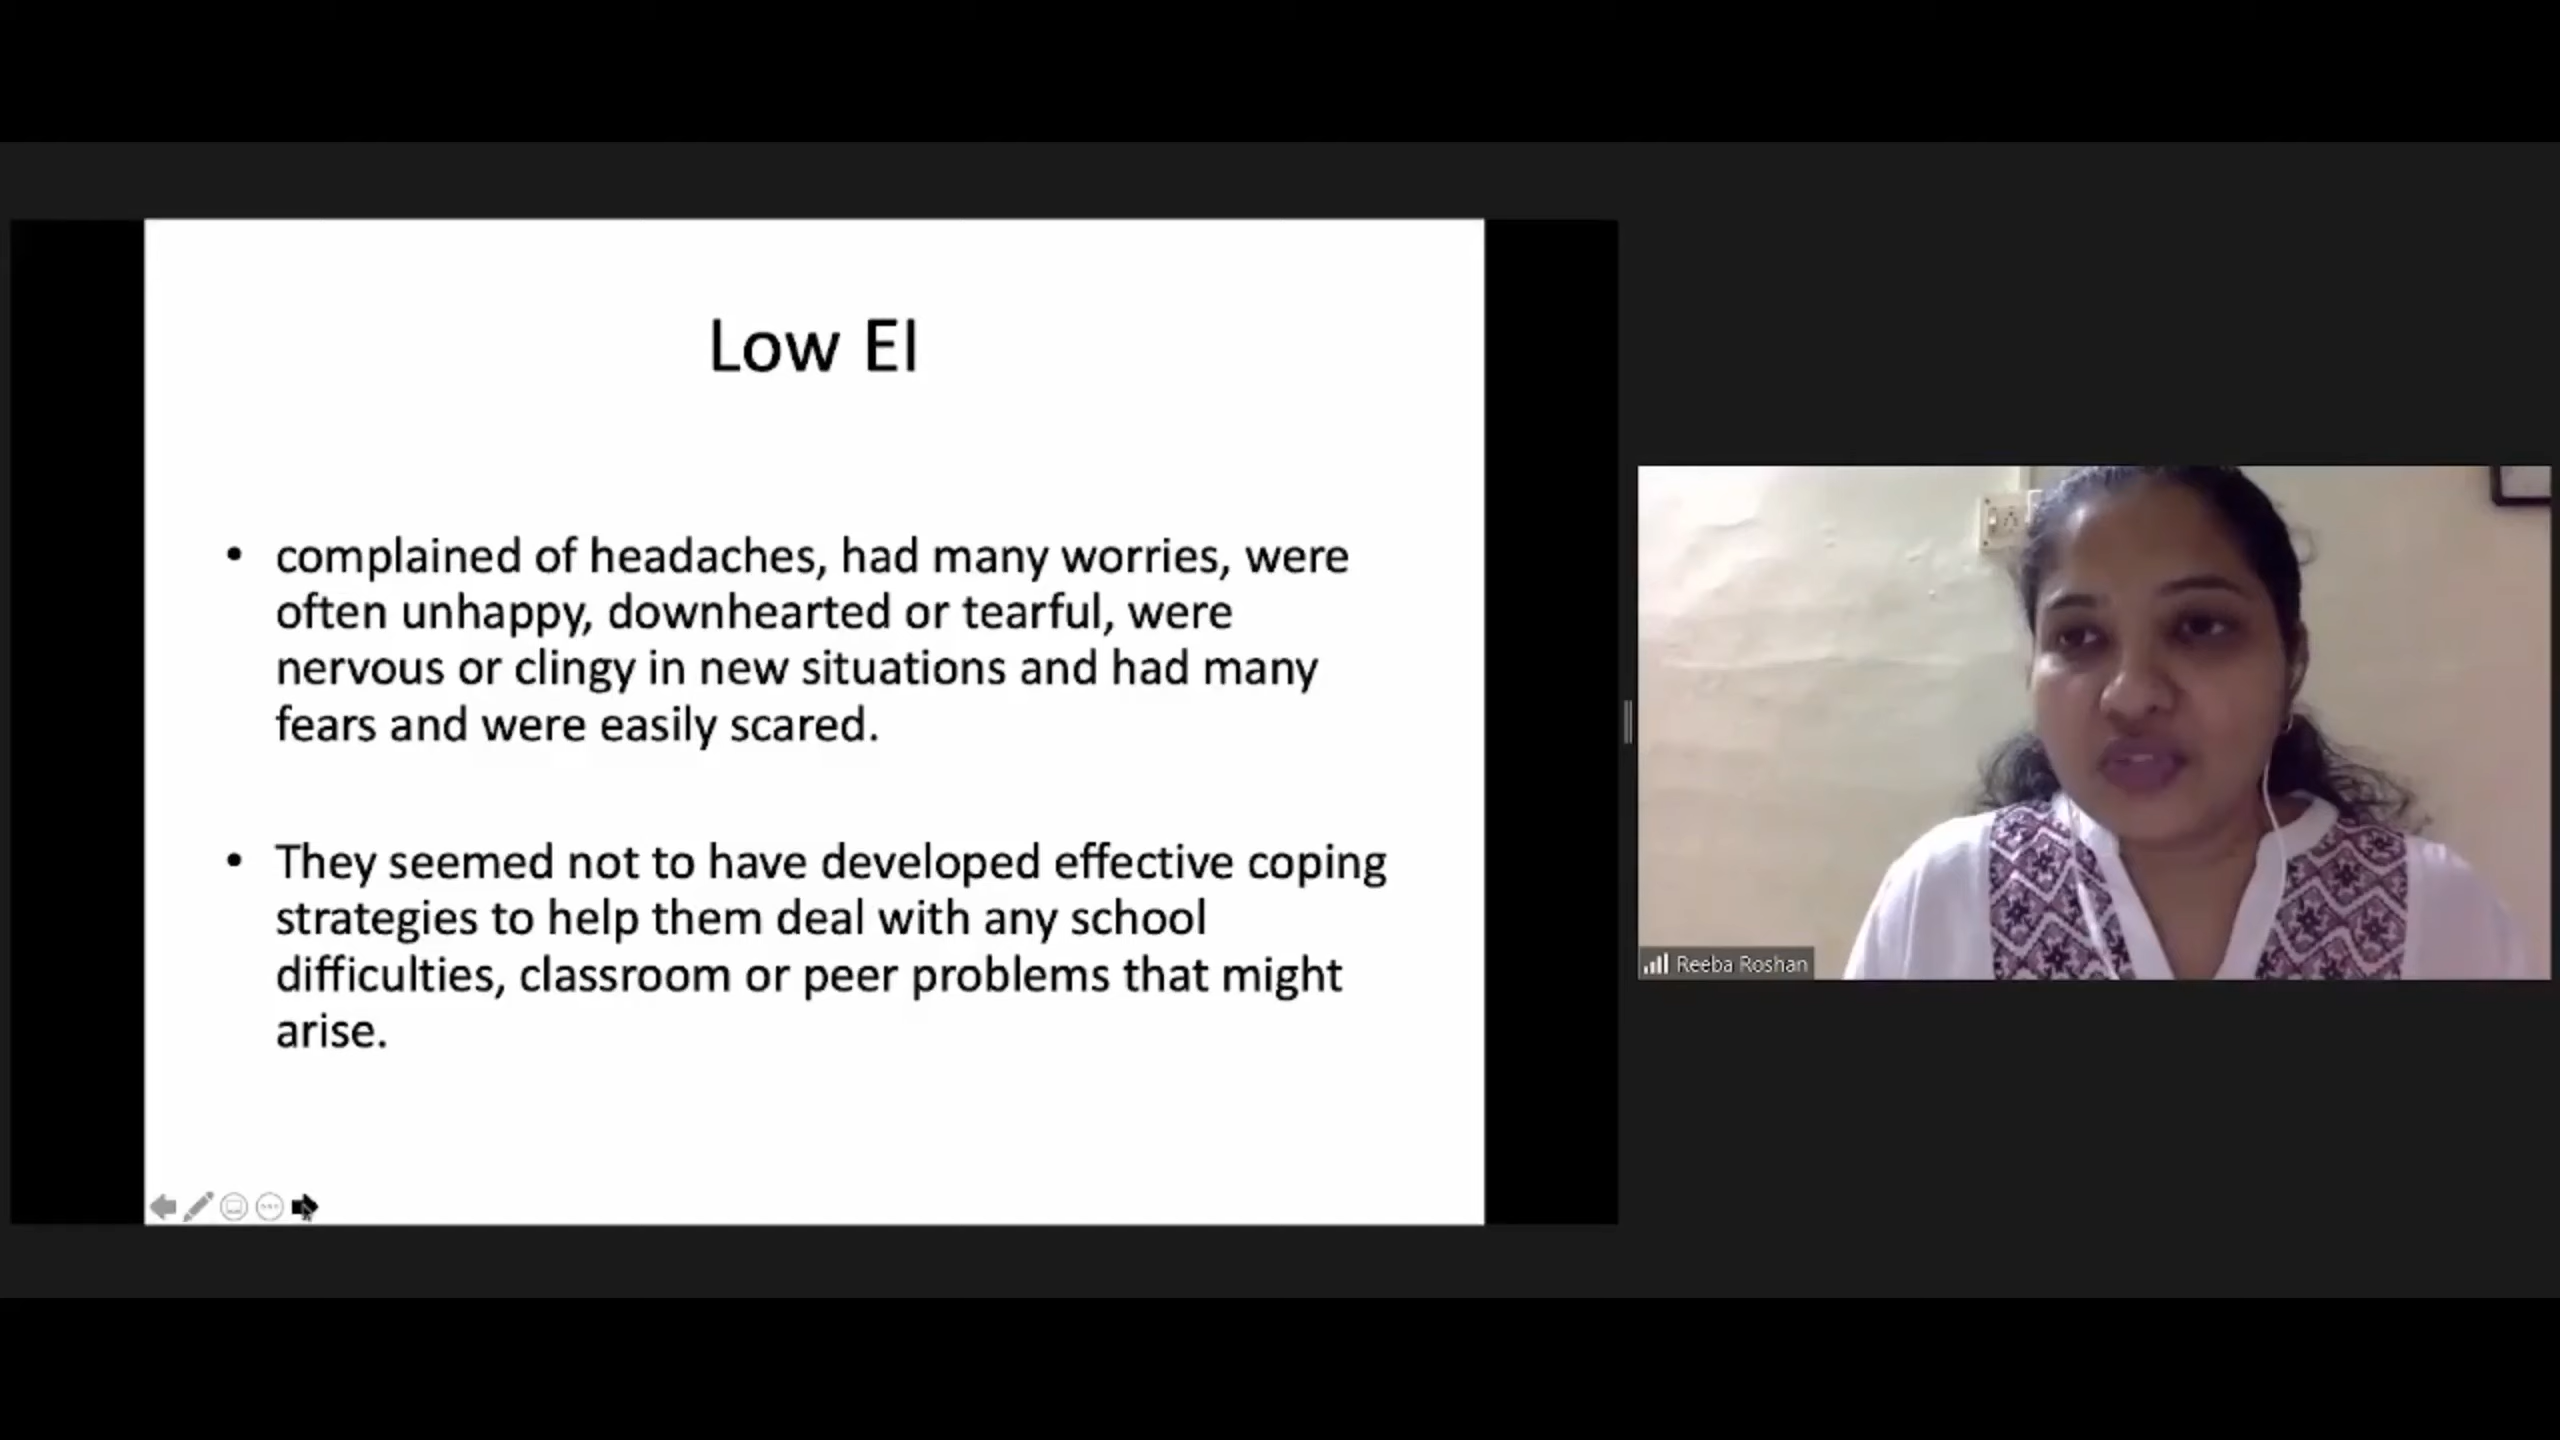 Low EI
• complained of headaches, had many worries, were
often unhappy, downhearted or tearful, were
nervous or clingy in new situations and had many
fears and were easily scared.
• They seemed not to have developed effective coping
strategies to help them deal with any school
difficulties, classroom or peer problems that might
arise.
Reeba Roshan